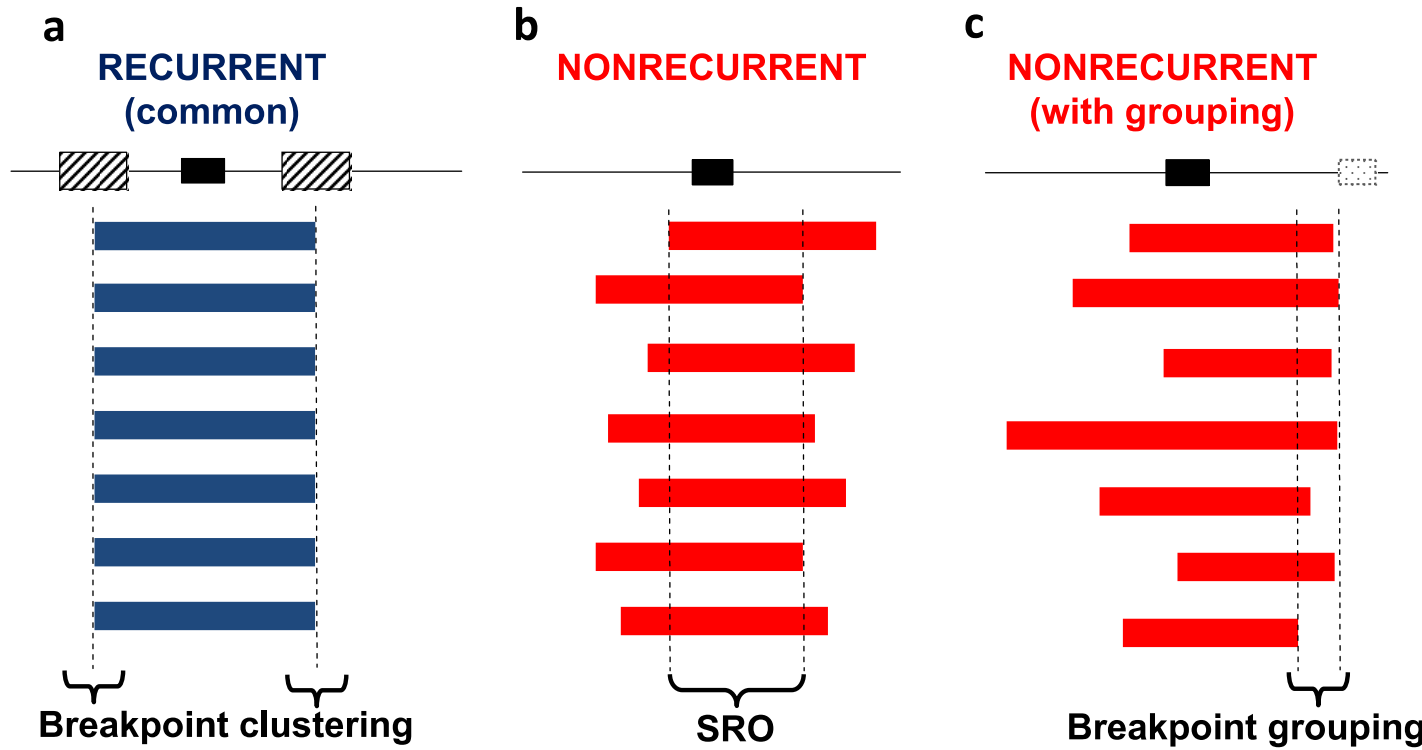 a
RECURRENT
(common)
Breakpoint clustering
b
NONRECURRENT
SRO
c
NONRECURRENT
(with grouping)
Breakpoint grouping